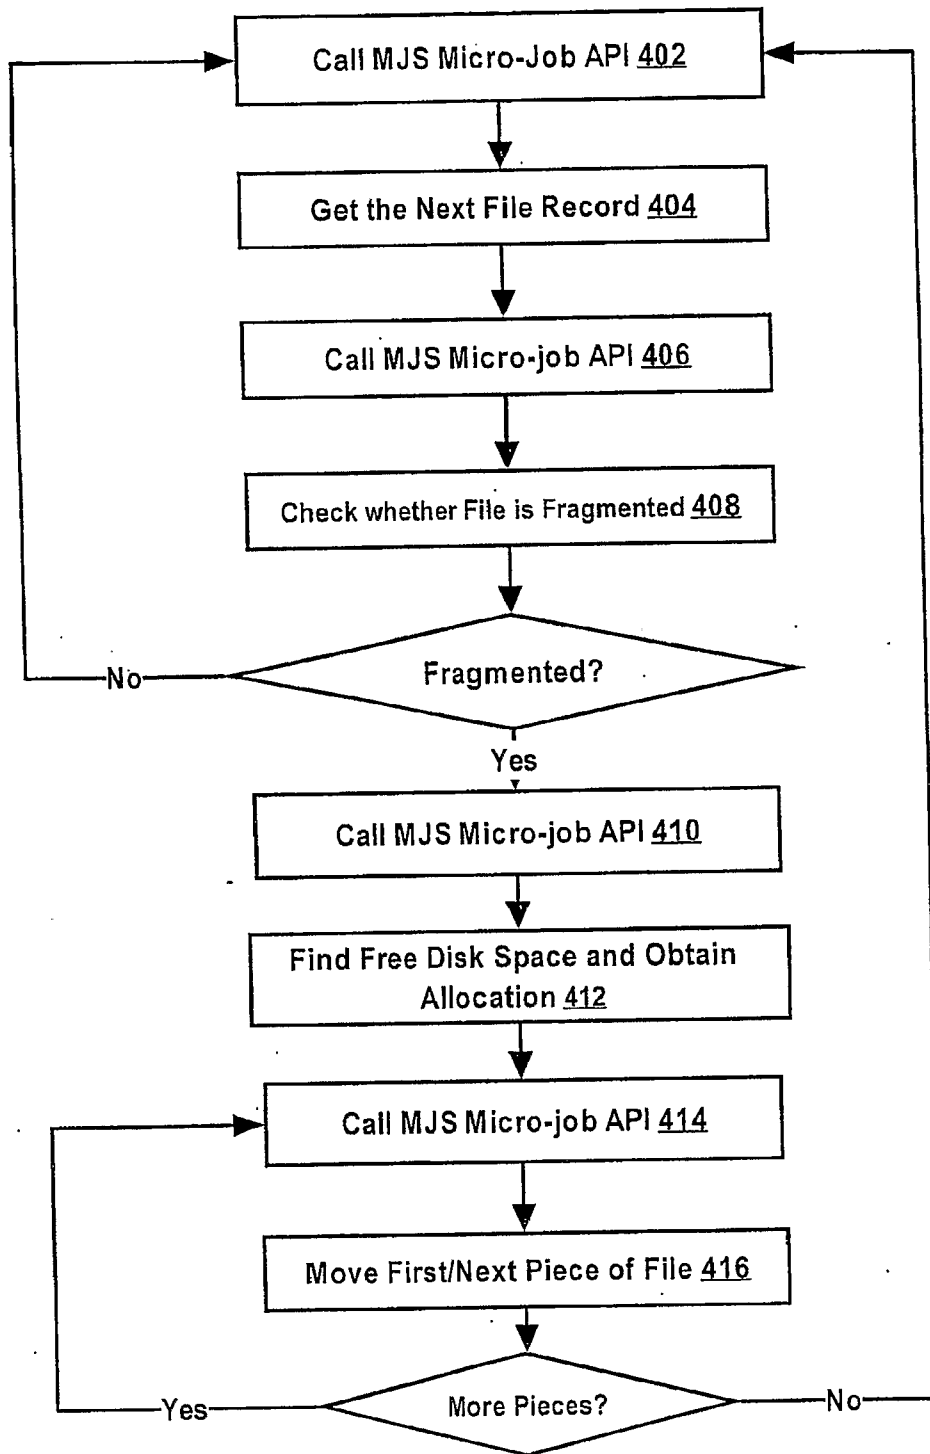 Call MJS Micro-Job API 402
Get the Next File Record 404
Call MJS Micro-job API 406
Check whether File is Fragmented 408
Fragmented?
No
Yes
Call MJS Micro-job API 410
Find Free Disk Space and Obtain
Allocation 412
Call MJS Micro-job API 414
Move First/Next Piece of File 416
More Pieces?
Yes
No